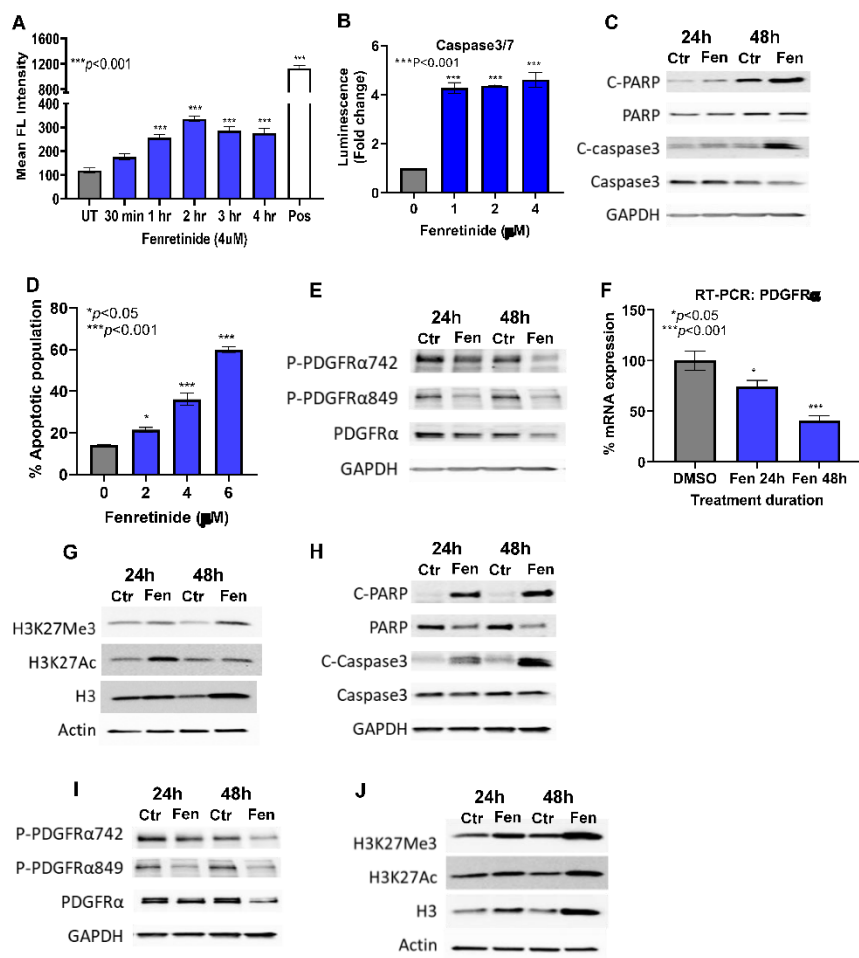 A
***p<0.001
Mean FL Intensity
1600
1200
800
400
300
200
100
0
***
***
***
***
***
UT 30 min 1 hr 2 hr 3 hr 4 hr Pos
Fenretinide (4uM)
B
Caspase3/7
***P<0.001
Luminescence
(Fold change)
6
4
2
0
***
***
***
0 1 2 4
Fenretinide (μM)
C
24h 48h
Ctr Fen Ctr Fen
C-PARP
PARP
C-caspase3
Caspase3
GAPDH
D
*p<0.05
***p<0.001
% Apoptotic population
80
60
40
20
0
*
***
***
0 2 4 6
Fenretinide (μM)
E
24h 48h
Ctr Fen Ctr Fen
P-PDGFRα742
P-PDGFRα849
PDGFRα
GAPDH
F
RT-PCR: PDGFRα
*p<0.05
***p<0.001
% mRNA expression
150
100
50
0
*
***
DMSO Fen 24h Fen 48h
Treatment duration
G
24h 48h
Ctr Fen Ctr Fen
H3K27Me3
H3K27Ac
H3
Actin
H
24h 48h
Ctr Fen Ctr Fen
C-PARP
PARP
C-Caspase3
Caspase3
GAPDH
I
24h 48h
Ctr Fen Ctr Fen
P-PDGFRα742
P-PDGFRα849
PDGFRα
GAPDH
J
24h 48h
Ctr Fen Ctr Fen
H3K27Me3
H3K27Ac
H3
Actin